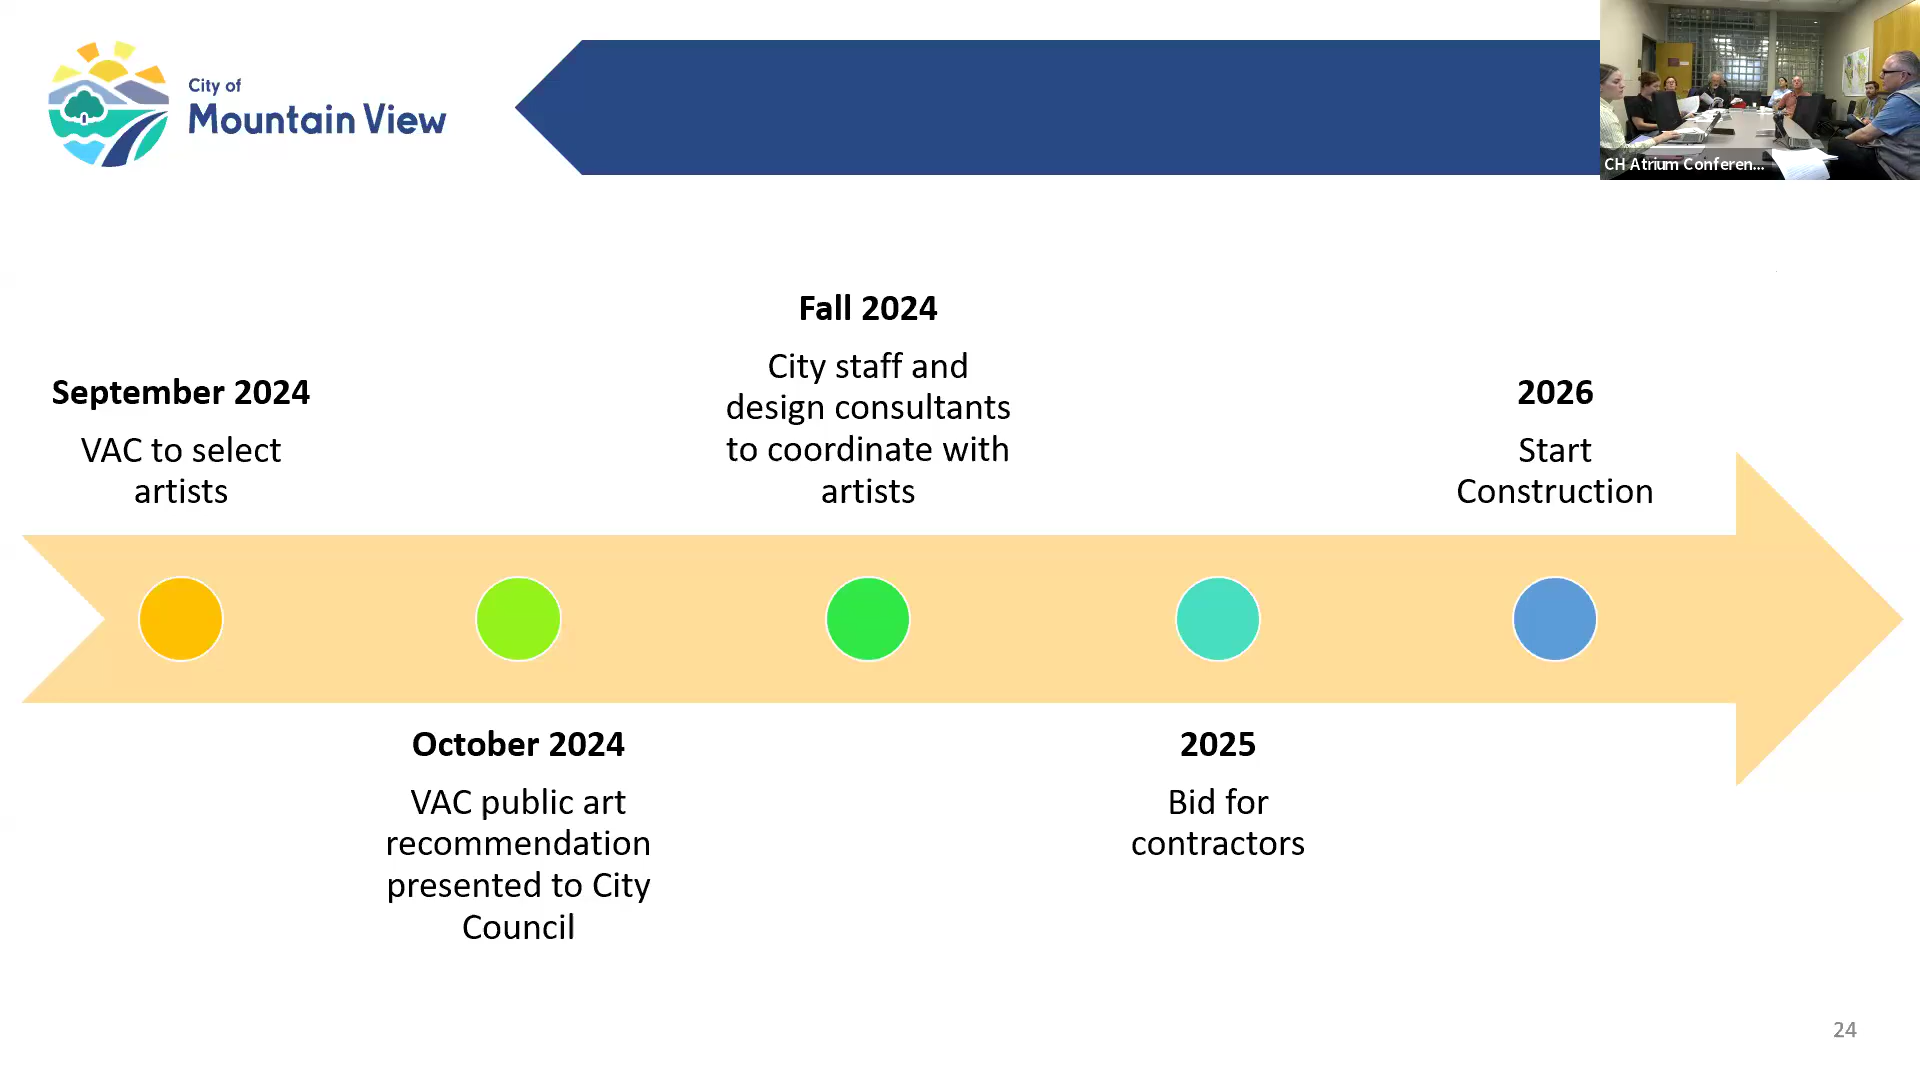 City of
Mountain View
CH Atrium Conferen...
Fall 2024
City staff and
design consultants
to coordinate with
artists
September 2024
VAC to select
artists
2026
Start
Construction
October 2024
VAC public art
recommendation
presented to City
Council
2025
Bid for
contractors
24